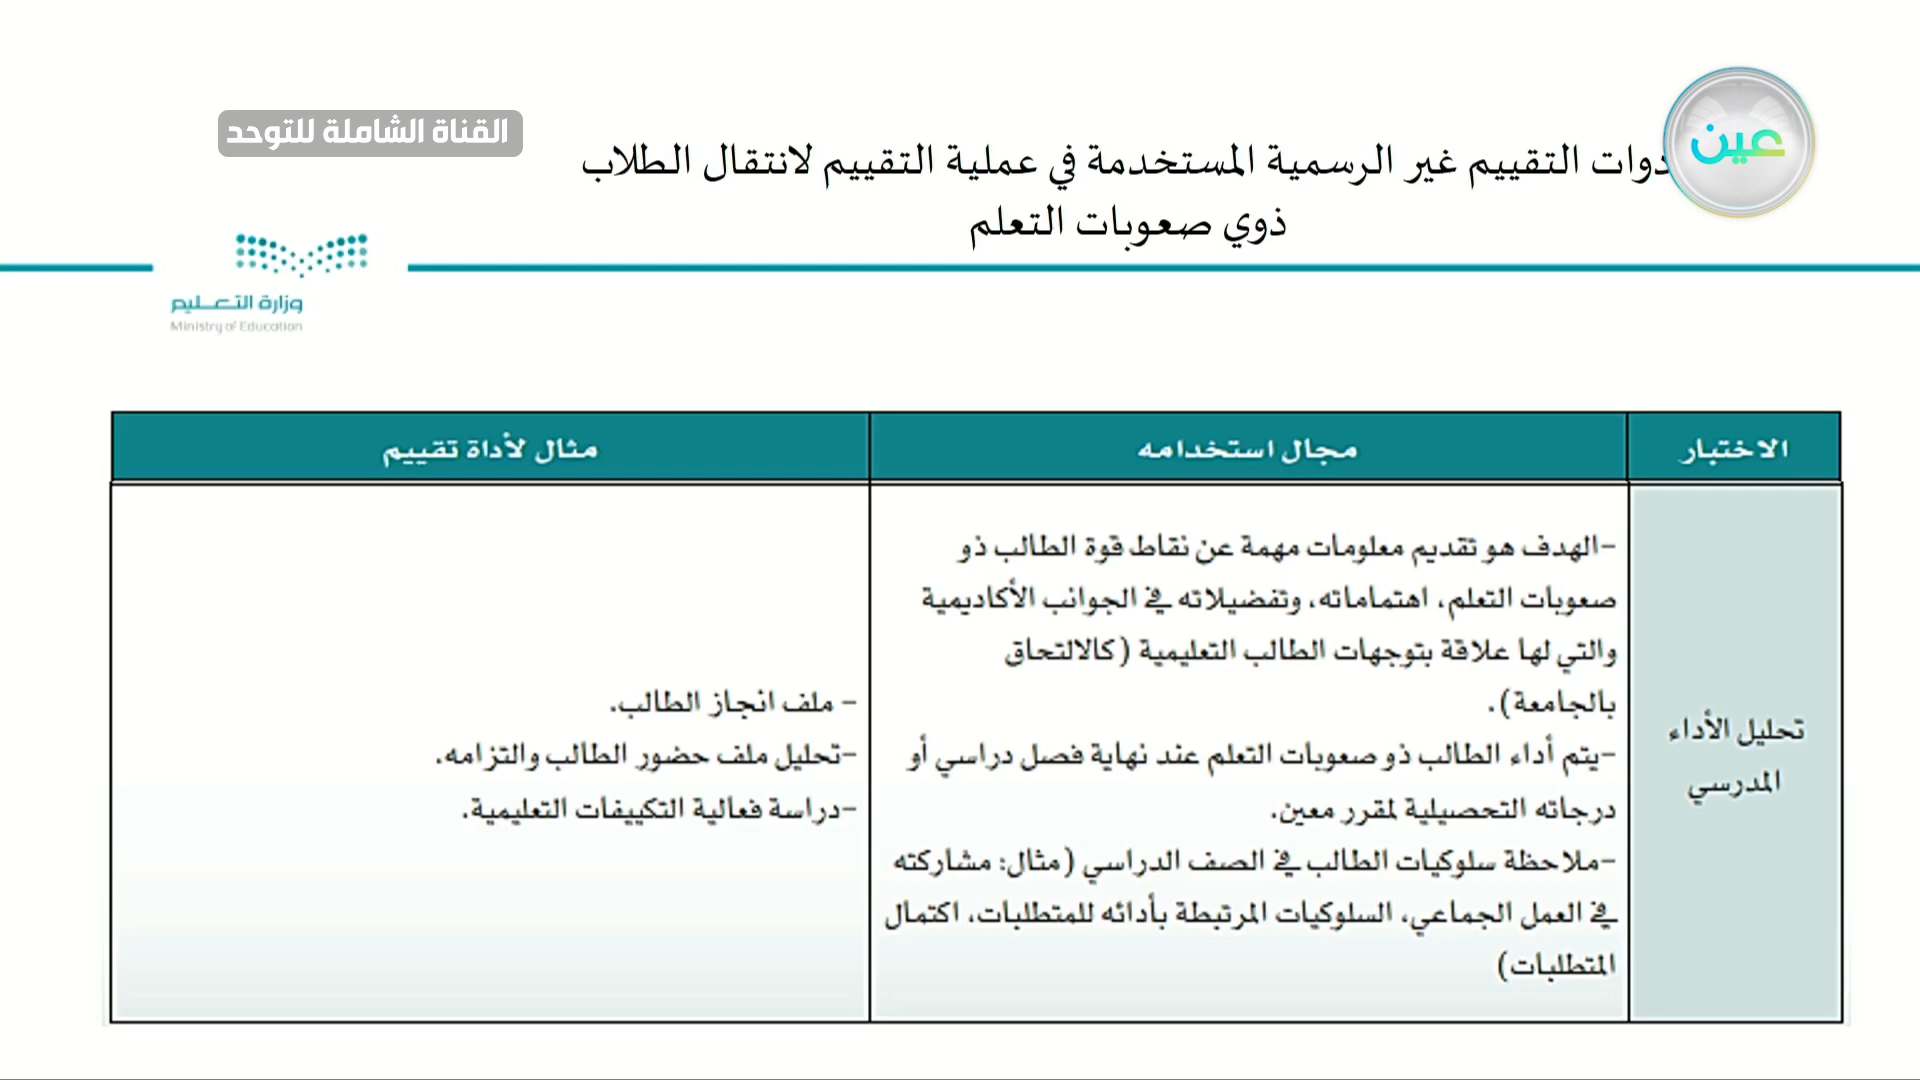 القناة الشاملة للتوحد
عين
دوات التقييم غير الرسمية المستخدمة في عملية التقييم لانتقال الطلاب
ذوي صعوبات التعلم
وزارة التعليم
Ministry of Education
الاختبار
مجال استخدامه
مثال لأداة تقييم
تحليل الأداء
المدرسي
-الهدف هو تقديم معلومات مهمة عن نقاط قوة الطالب ذو
صعوبات التعلم، اهتماماته، وتفضيلاته في الجوانب الأكاديمية
والتي لها علاقة بتوجهات الطالب التعليمية (كالالتحاق
بالجامعة).
-يتم أداء الطالب ذو صعوبات التعلم عند نهاية فصل دراسي أو
درجاته التحصيلية لمقرر معين.
-ملاحظة سلوكيات الطالب في الصف الدراسي (مثال: مشاركته
في العمل الجماعي، السلوكيات المرتبطة بأدائه للمتطلبات، اكتمال
المتطلبات)
- ملف انجاز الطالب.
-تحليل ملف حضور الطالب والتزامه.
-دراسة فعالية التكييفات التعليمية.